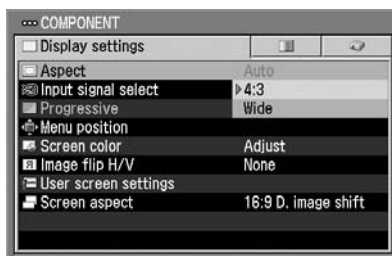 COMPONENT
Display settings
Aspect Auto
Input signal select 4:3
Progressive Wide
Menu position
Screen color Adjust
Image flip H/V None
User screen settings
Screen aspect 16:9 D. image shift